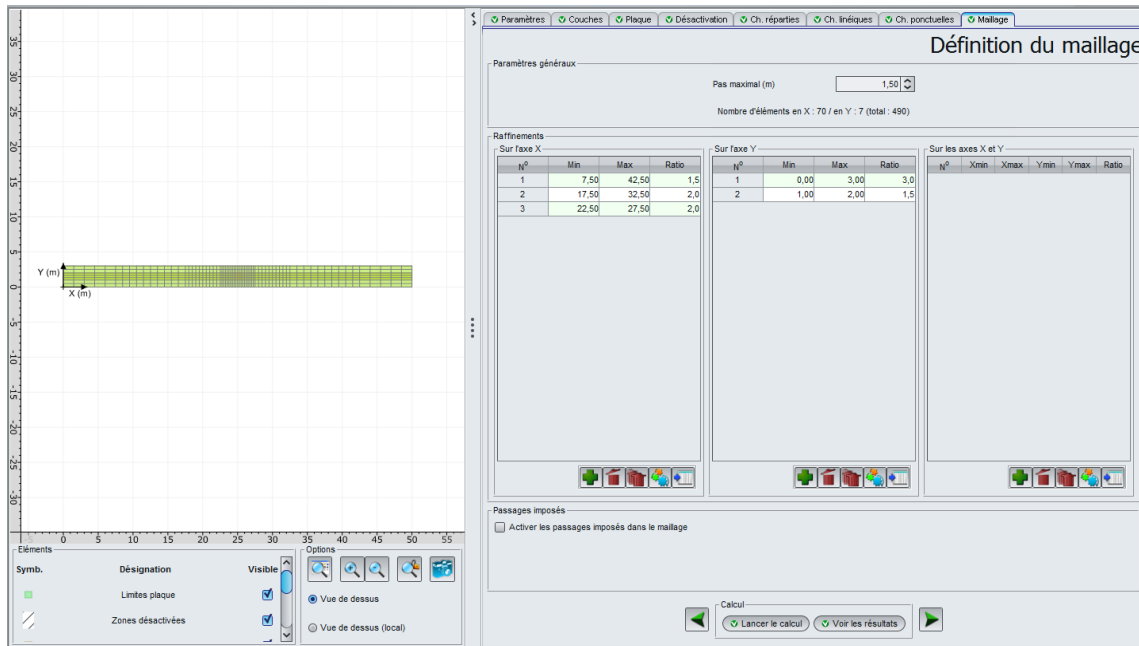 Paramètres
Couches
Plaque
Désactivation
Ch. réparties
Ch. linéiques
Ch. ponctuelles
Maillage
Définition du maillage
Paramètres généraux
Pas maximal (m) 1,50
Nombre d'éléments en X : 70 / en Y : 7 (total : 490)
Raffinements
Sur l'axe X
N° Min Max Ratio
1 7,50 42,50 1,5
2 17,50 32,50 2,0
3 22,50 27,50 2,0
Sur l'axe Y
N° Min Max Ratio
1 0,00 3,00 3,0
2 1,00 2,00 1,5
Sur les axes X et Y
N° Xmin Xmax Ymin Ymax Ratio
Passages imposés
Activer les passages imposés dans le maillage
Calcul
Lancer le calcul
Voir les résultats
35
30
25
20
15
10
5
0
-5
-10
-15
-20
-25
-30
Y (m)
X (m)
0 5 10 15 20 25 30 35 40 45 50 55
Eléments
Symb. Désignation Visible
Limites plaque
Zones désactivées
Options
Vue de dessus
Vue de dessus (local)